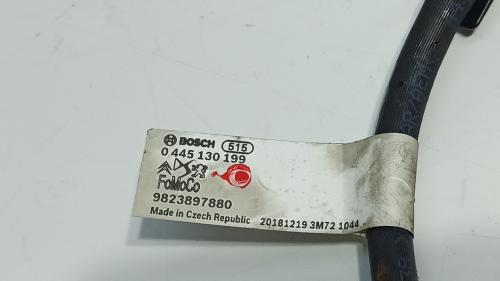 BOSCH 515
0 445 130 199
FoMoCo
9823897880
Made in Czech Republic 20181219 3M72 1044